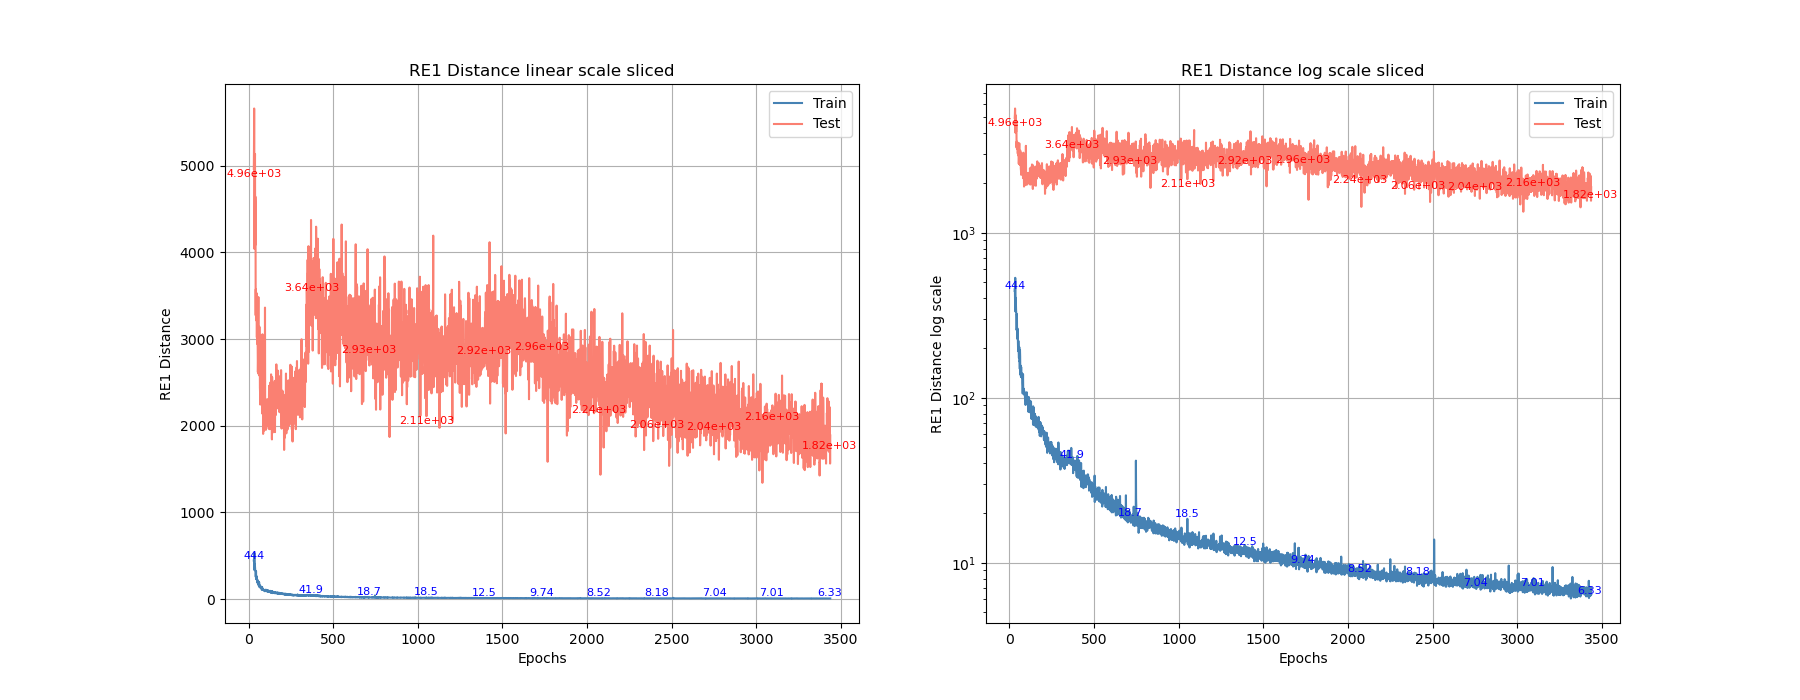 RE1 Distance linear scale sliced
RE1 Distance
5000
4000
3000
2000
1000
0
Train
Test
4.96e+03
3.64e+03
2.93e+03
2.11e+03
2.92e+03
2.96e+03
2.24e+03
2.06e+03
2.04e+03
2.16e+03
1.82e+03
444
41.9
18.7
18.5
12.5
9.74
8.52
8.18
7.04
7.01
6.33
0 500 1000 1500 2000 2500 3000 3500
Epochs
RE1 Distance log scale sliced
RE1 Distance log scale
10³
10²
10¹
Train
Test
4.96e+03
3.64e+03
2.93e+03
2.11e+03
2.92e+03
2.96e+03
2.24e+03
2.06e+03
2.04e+03
2.16e+03
1.82e+03
444
41.9
18.7
18.5
12.5
9.74
8.52
8.18
7.04
7.01
6.33
0 500 1000 1500 2000 2500 3000 3500
Epochs